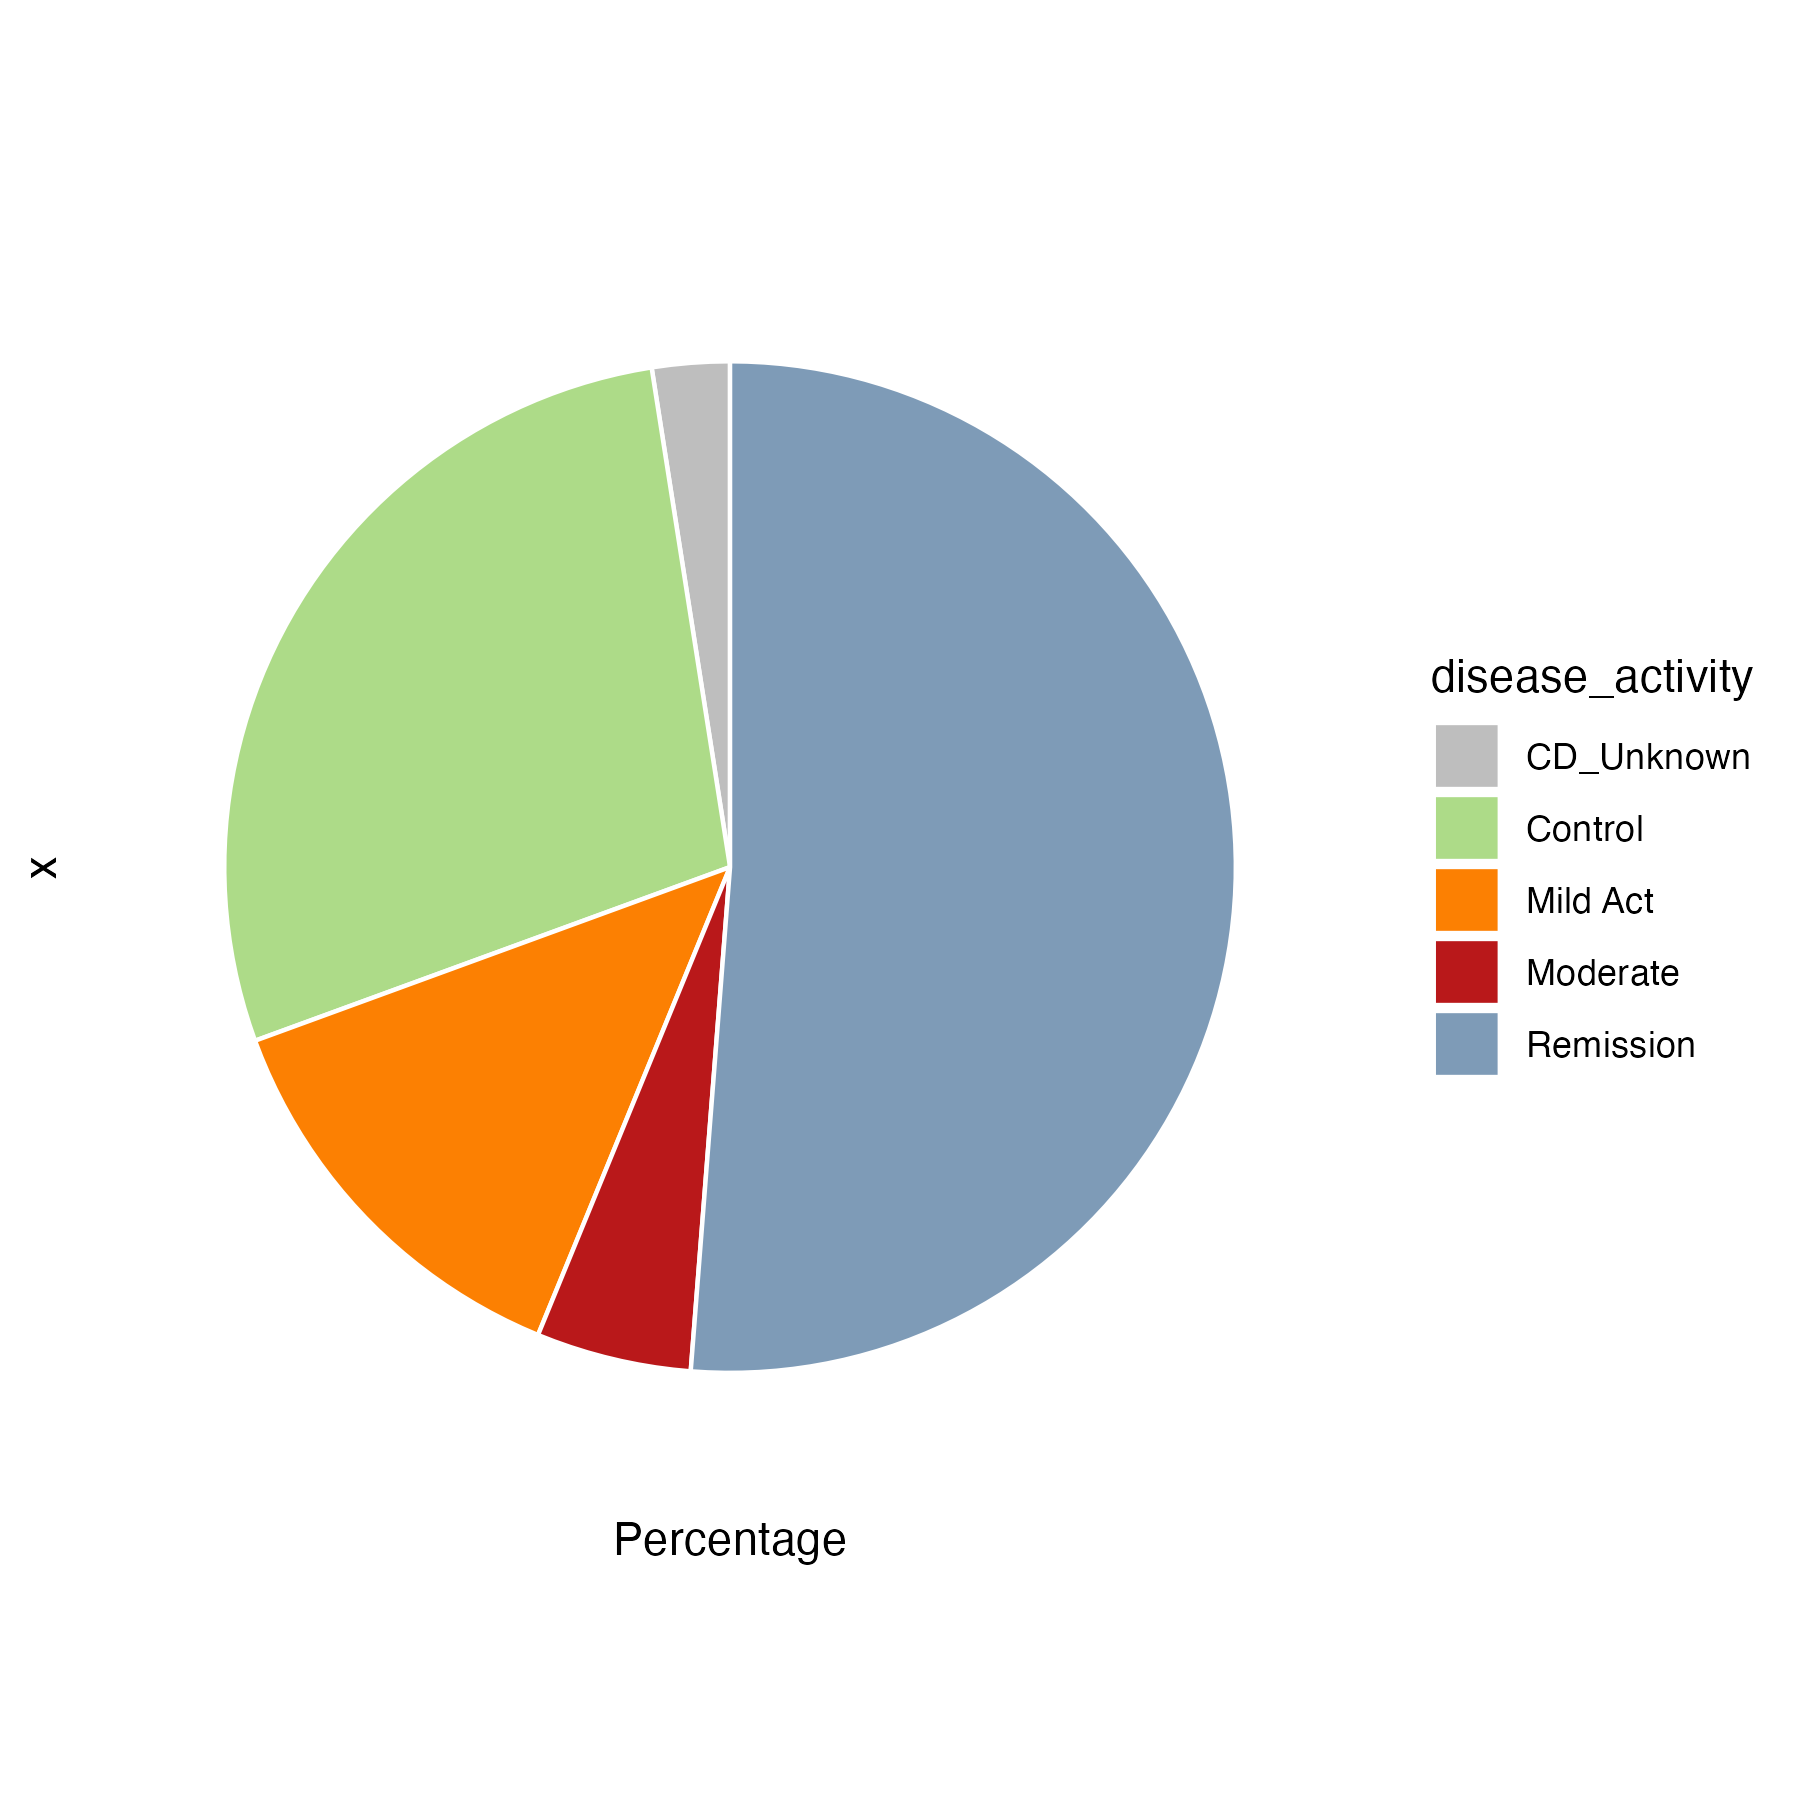 x
Percentage
disease_activity
CD_Unknown
Control
Mild Act
Moderate
Remission